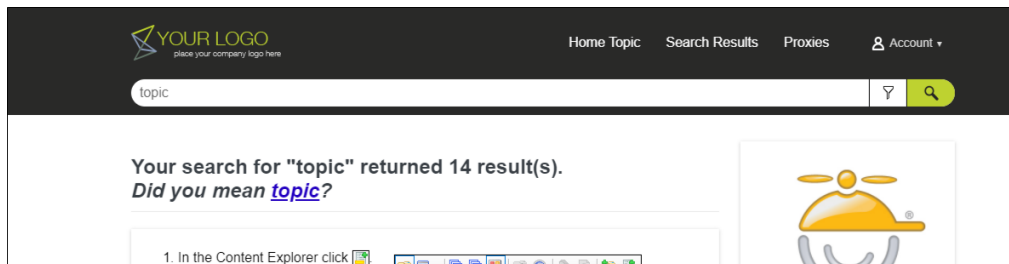 YOUR LOGO
place your company logo here
Home Topic Search Results Proxies Account
topic
Your search for "topic" returned 14 result(s).
Did you mean topic?
1. In the Content Explorer click
®